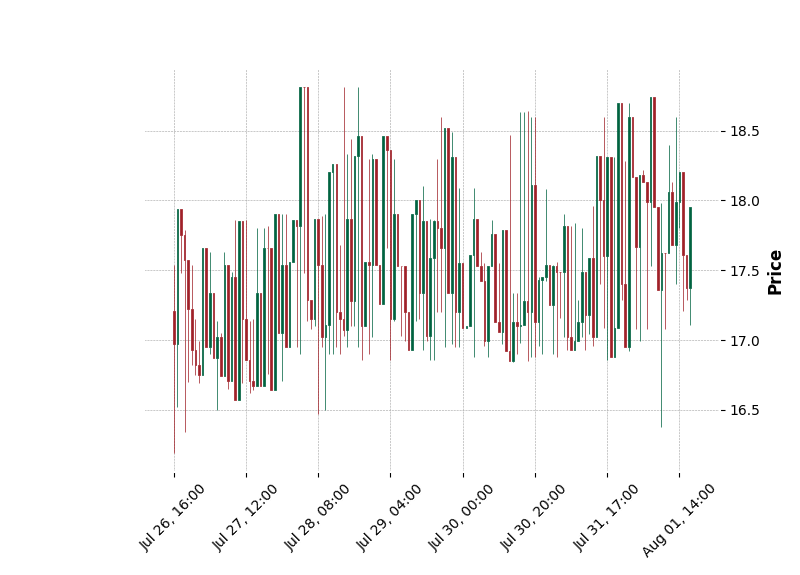 18.5
18.0
17.5
17.0
16.5
Price
Jul 26, 16:00
Jul 27, 12:00
Jul 28, 08:00
Jul 29, 04:00
Jul 30, 00:00
Jul 30, 20:00
Jul 31, 17:00
Aug 01, 14:00